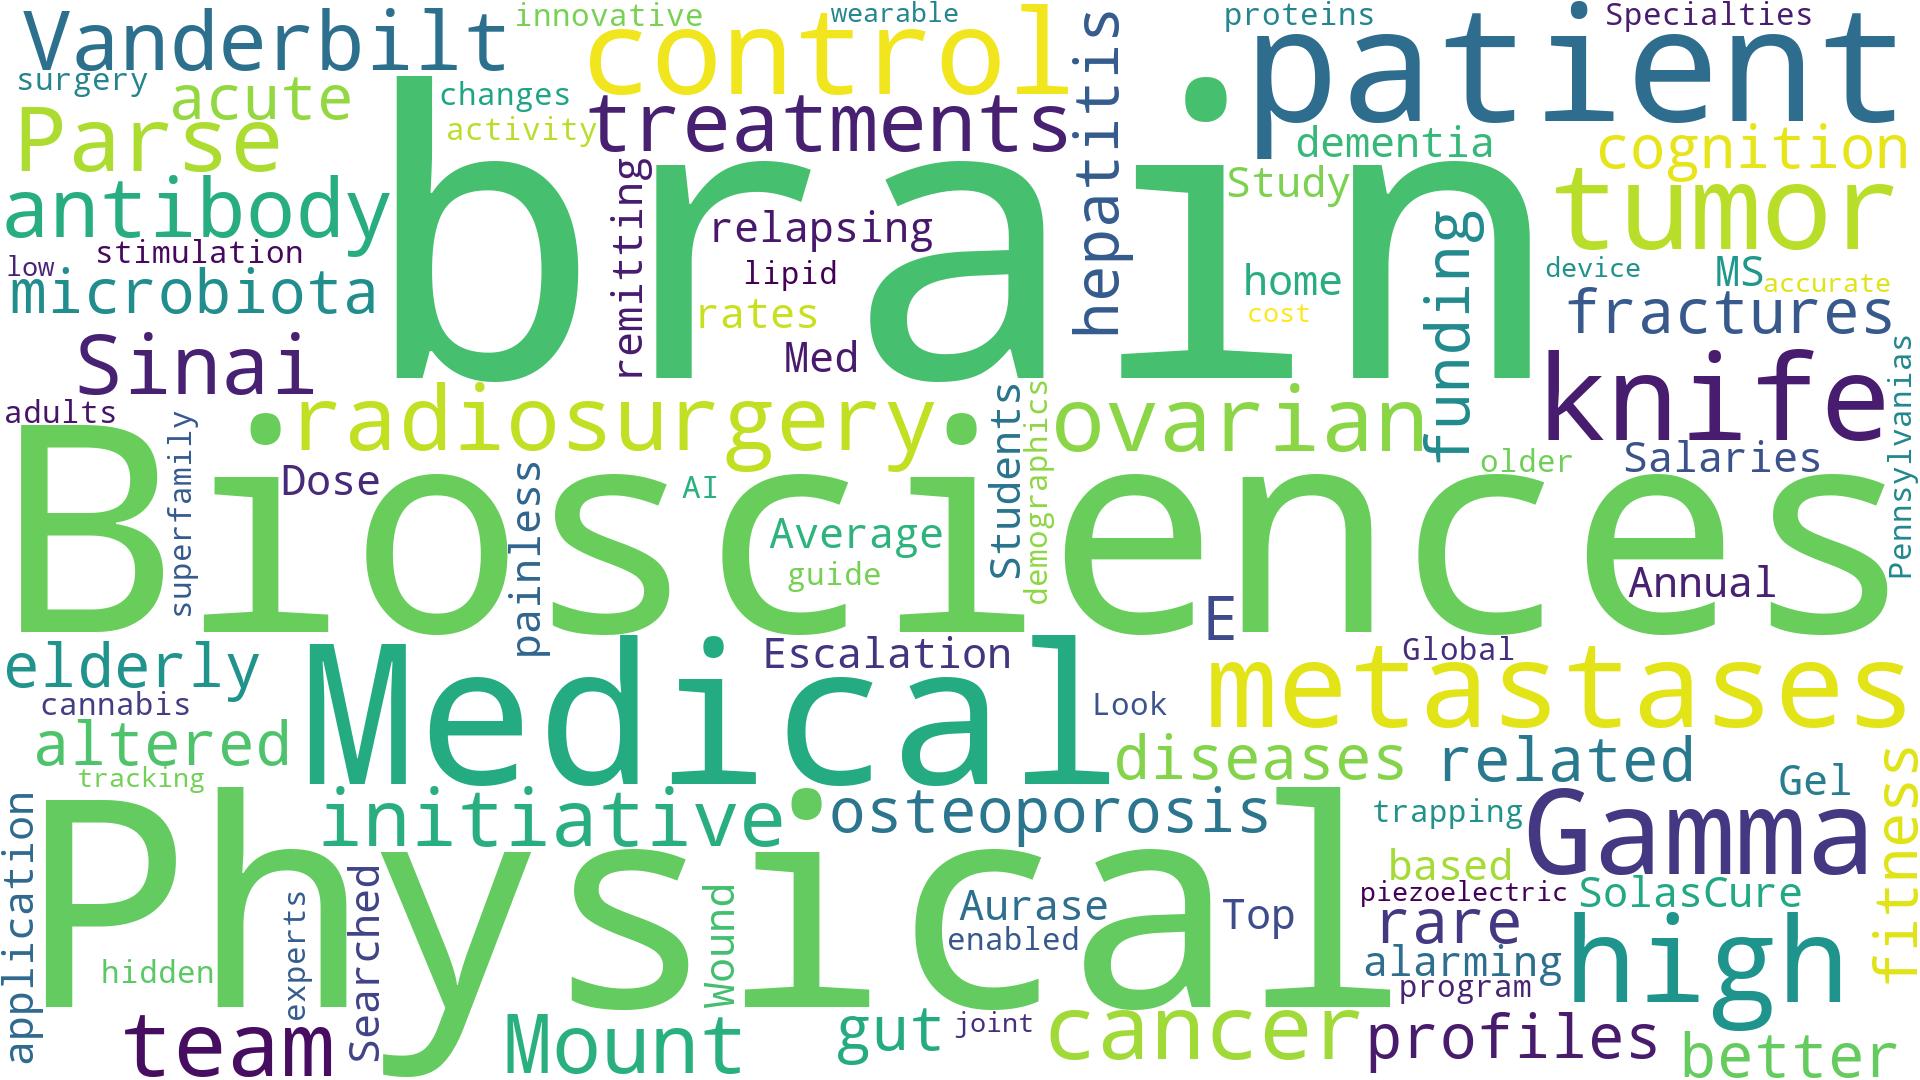 Vanderbilt
innovative
control
wearable
hepatitis
proteins
patient
Specialties
surgery
acute
changes
treatments
Parse
activity
dementia
cognition
antibody
brain
remitting
relapsing
Study
tumor
stimulation
low
microbiota
lipid
rates
home
cost
funding
device
MS
accurate
fractures
Sinai
Med
knife
Pennsylvanias
adults
radiosurgery
Students
demographics
ovarian
older
Salaries
superfamily
Dose
painless
AI
Biosciences
Average
guide
Annual
E
elderly
Escalation
Global
cannabis
Medical
Look
metastases
altered
diseases
related
tracking
Gel
fitness
application
initiative
osteoporosis
trapping
Gamma
based
Physical
piezoelectric
SolasCure
Searched
experts
Wound
Aurase
Top
rare
enabled
hidden
alarming
high
program
team
Mount
gut
joint
cancer
profiles
better